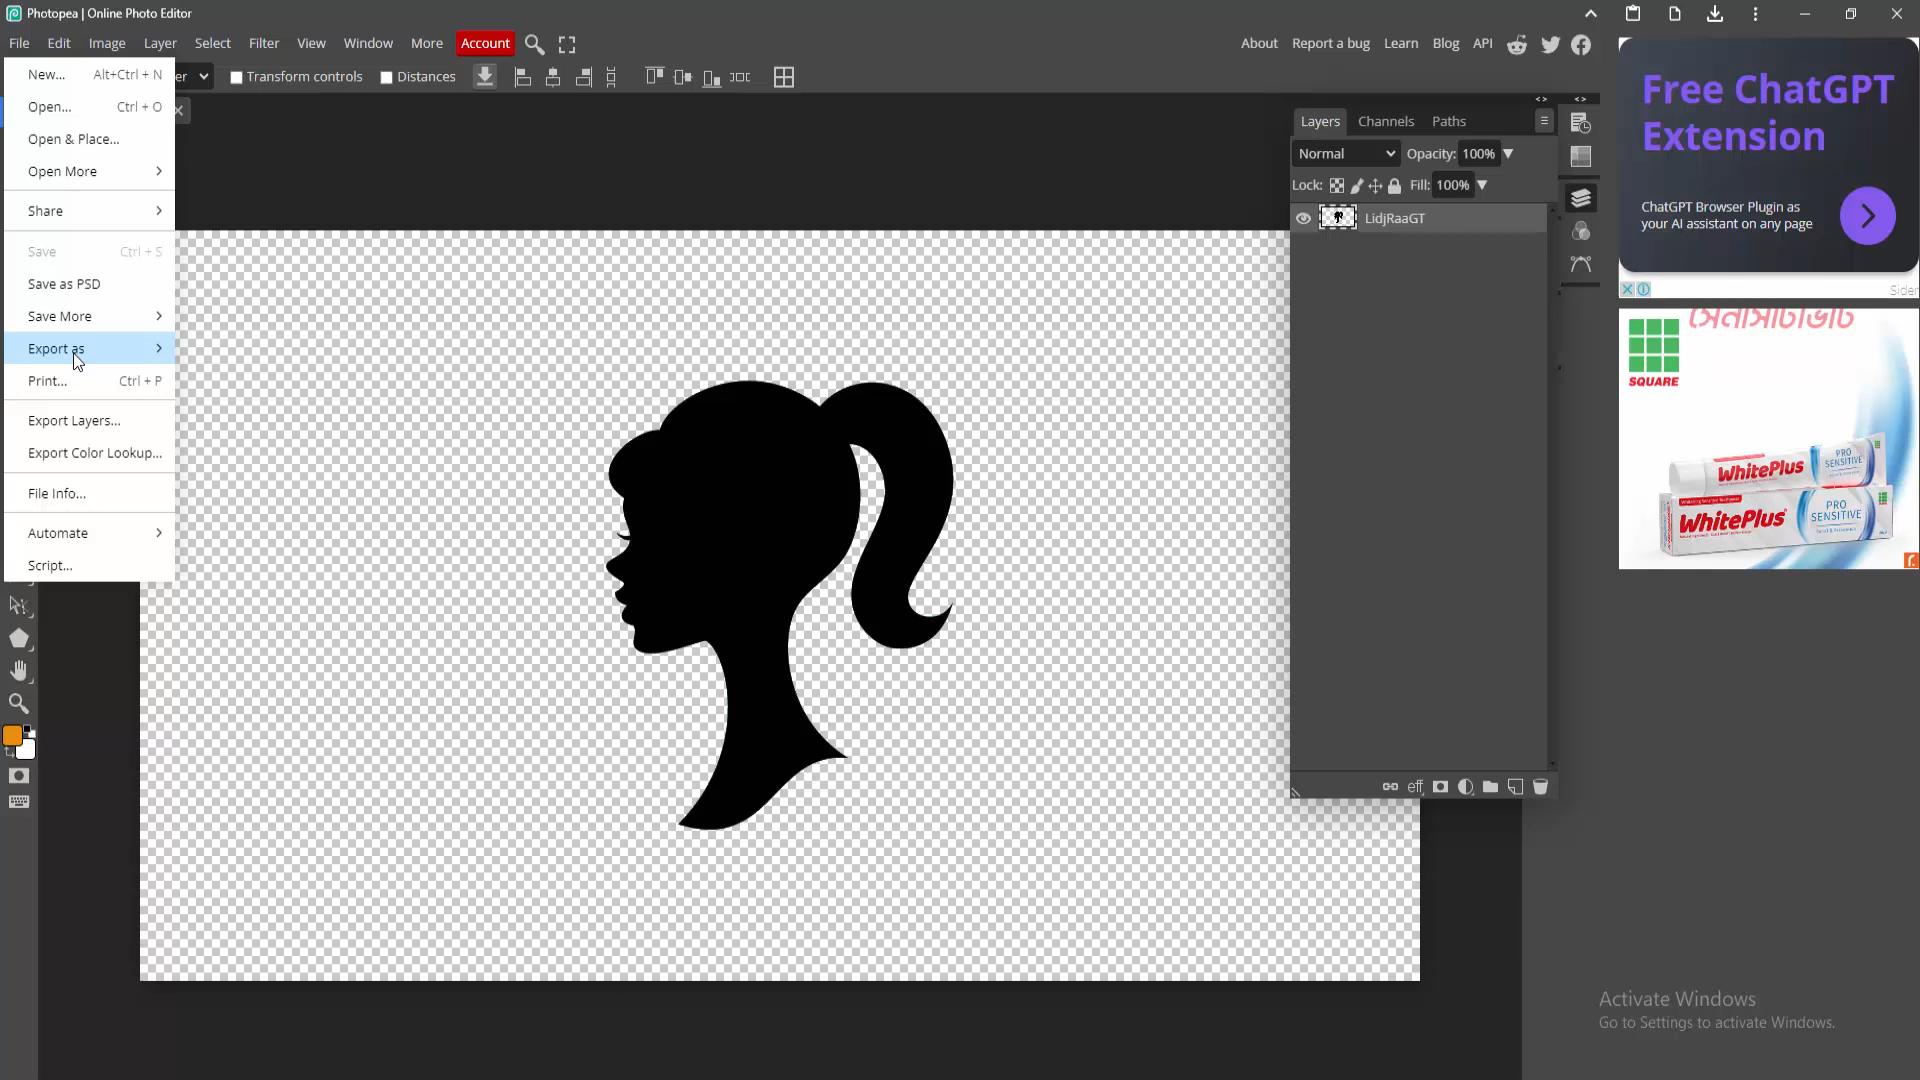 Photopea | Online Photo Editor
File Edit Image Layer Select Filter View Window More Account
About Report a bug Learn Blog API
New... Alt+Ctrl + N
er Transform controls Distances
Open... Ctrl + O
Open & Place...
Open More
Share
Save Ctrl + S
Save as PSD
Save More
Export as
Print... Ctrl + P
Export Layers...
Export Color Lookup...
File Info...
Automate
Script...
Layers Channels Paths
Normal Opacity: 100%
Lock: Fill: 100%
LidjRaaGT
eff
Free ChatGPT
Extension
ChatGPT Browser Plugin as
your AI assistant on any page
Sider
সেনসিটিভিটি
SQUARE
WhitePlus PRO SENSITIVE
WhitePlus PRO SENSITIVE
Activate Windows
Go to Settings to activate Windows.